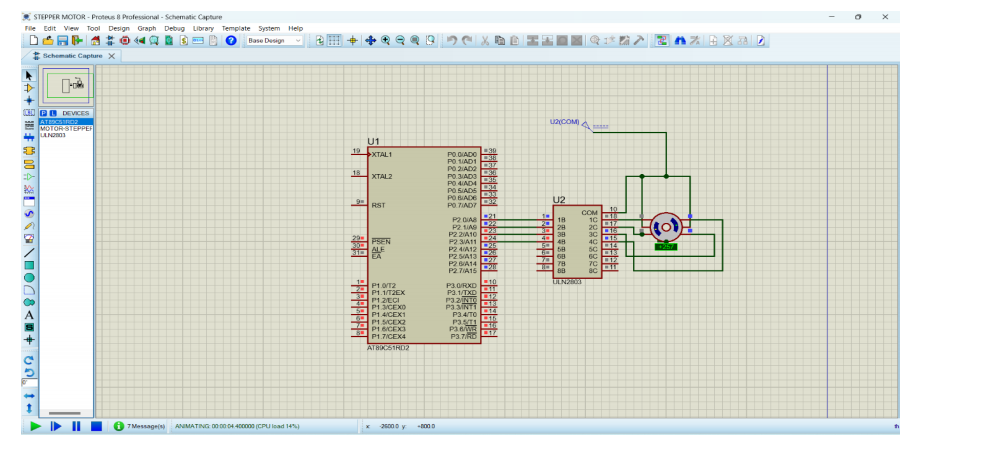 STEPPER MOTOR - Proteus 8 Professional - Schematic Capture
File Edit View Tool Design Graph Debug Library Template System Help
Base Design
Schematic Capture
P L DEVICES
AT89C51RD2
MOTOR-STEPPER
ULN2803
U1
19 XTAL1
18 XTAL2
9 RST
29 PSEN
30 ALE
31 EA
1 P1.0/T2
2 P1.1/T2EX
3 P1.2/ECI
4 P1.3/CEX0
5 P1.4/CEX1
6 P1.5/CEX2
7 P1.6/CEX3
8 P1.7/CEX4
P0.0/AD0 39
P0.1/AD1 38
P0.2/AD2 37
P0.3/AD3 36
P0.4/AD4 35
P0.5/AD5 34
P0.6/AD6 33
P0.7/AD7 32
P2.0/A8 21
P2.1/A9 22
P2.2/A10 23
P2.3/A11 24
P2.4/A12 25
P2.5/A13 26
P2.6/A14 27
P2.7/A15 28
P3.0/RXD 10
P3.1/TXD 11
P3.2/INT0 12
P3.3/INT1 13
P3.4/T0 14
P3.5/T1 15
P3.6/WR 16
P3.7/RD 17
AT89C51RD2
U2(COM)
U2
COM 10
1 1B 1C 18
2 2B 2C 17
3 3B 3C 16
4 4B 4C 15
5 5B 5C 14
6 6B 6C 13
7 7B 7C 12
8 8B 8C 11
ULN2803
7 Message(s) ANIMATING: 00:00:04.400000 (CPU load 14%) x: -2600.0 y: +800.0